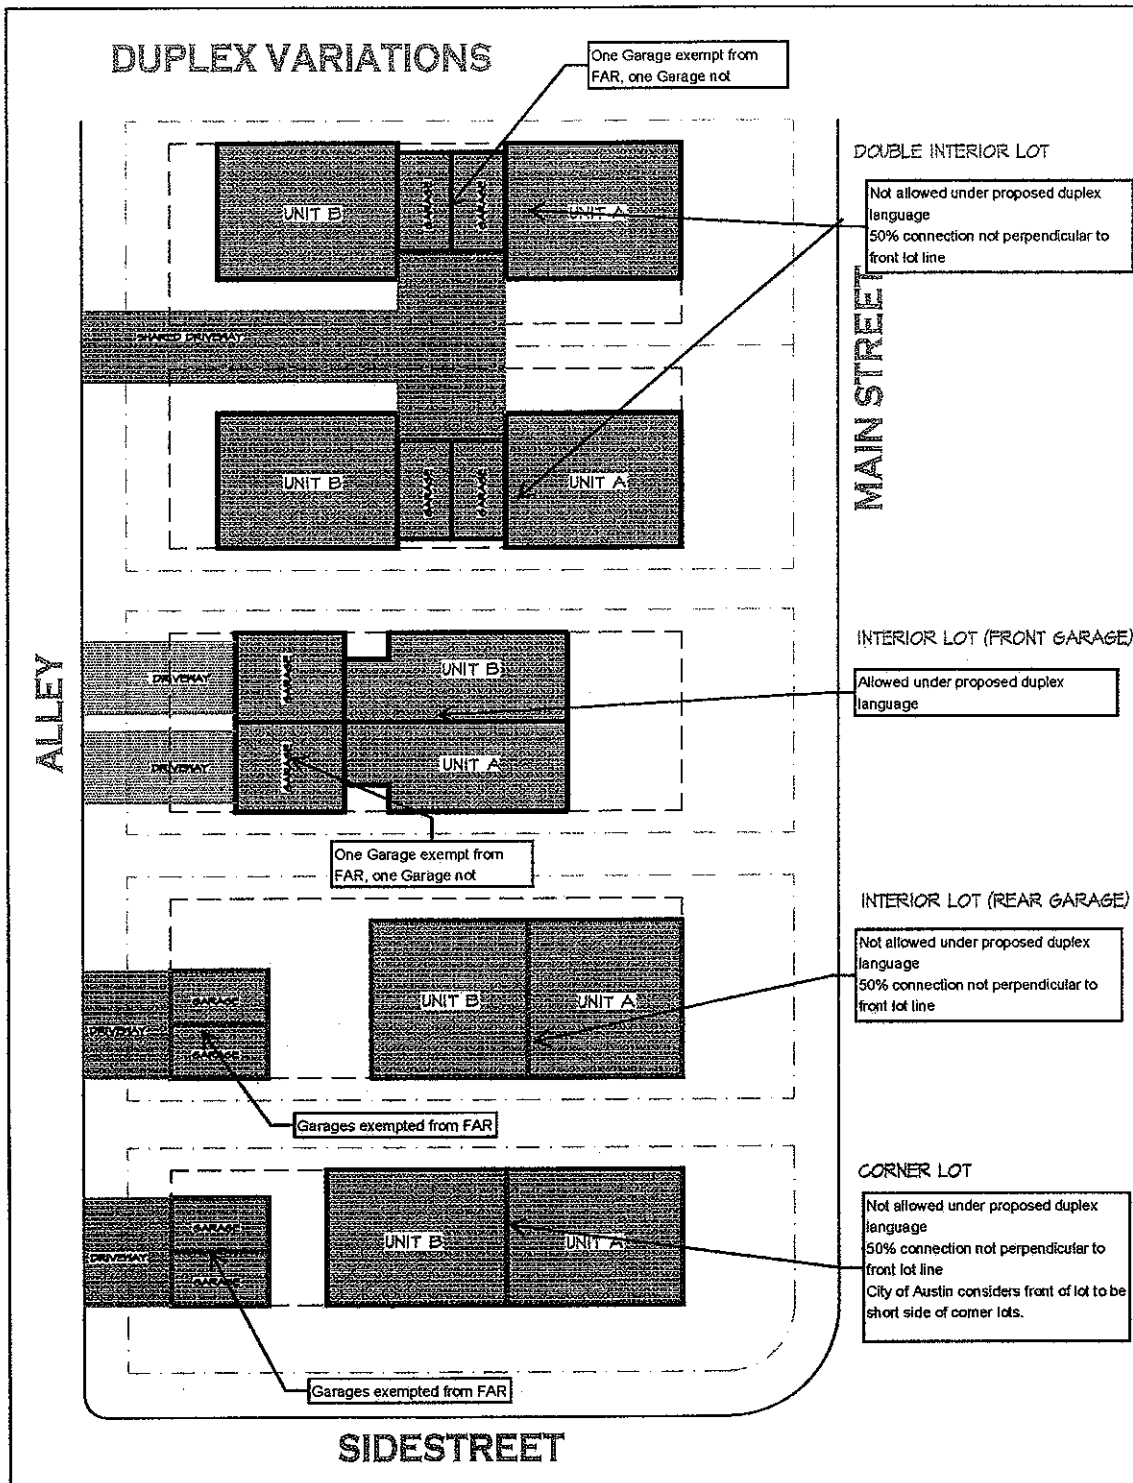 DUPLEX VARIATIONS
One Garage exempt from
FAR, one Garage not
DOUBLE INTERIOR LOT
Not allowed under proposed duplex
language
50% connection not perpendicular to
front lot line
UNIT B
GARAGE
GARAGE
UNIT A
SHARED DRIVEWAY
MAIN STREET
UNIT B
GARAGE
GARAGE
UNIT A
ALLEY
INTERIOR LOT (FRONT GARAGE)
Allowed under proposed duplex
language
DRIVEWAY
GARAGE
UNIT B
DRIVEWAY
GARAGE
UNIT A
One Garage exempt from
FAR, one Garage not
INTERIOR LOT (REAR GARAGE)
Not allowed under proposed duplex
language
50% connection not perpendicular to
front lot line
GARAGE
UNIT B
UNIT A
DRIVEWAY
GARAGE
Garages exempted from FAR
CORNER LOT
Not allowed under proposed duplex
language
50% connection not perpendicular to
front lot line
City of Austin considers front of lot to be
short side of corner lots.
GARAGE
UNIT B
UNIT A
DRIVEWAY
GARAGE
Garages exempted from FAR
SIDESTREET